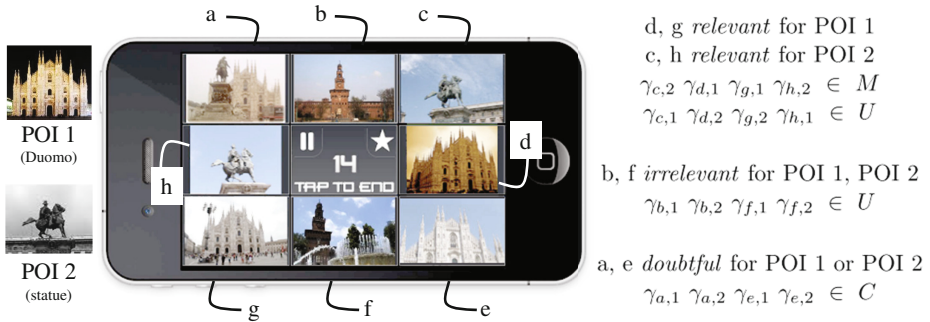 a
b
c
POI 1
(Duomo)
POI 2
(statue)
h
d
14
TAP TO END
g
f
e
d, g relevant for POI 1
c, h relevant for POI 2
γc,2 γd,1 γg,1 γh,2 ∈ M
γc,1 γd,2 γg,2 γh,1 ∈ U
b, f irrelevant for POI 1, POI 2
γb,1 γb,2 γf,1 γf,2 ∈ U
a, e doubtful for POI 1 or POI 2
γa,1 γa,2 γe,1 γe,2 ∈ C